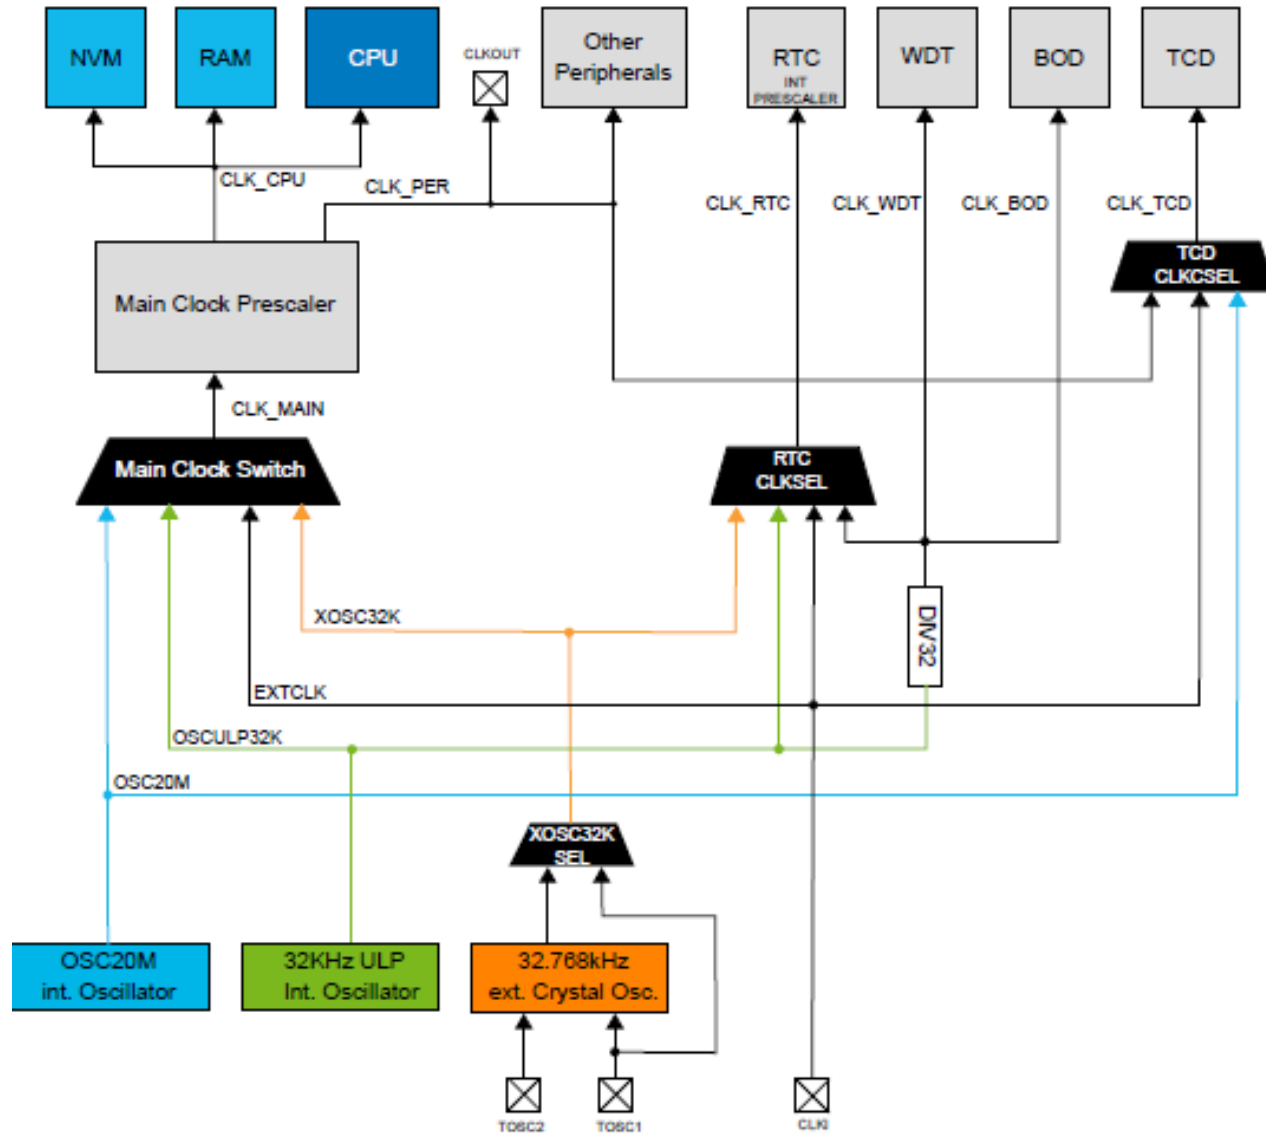 NVM
RAM
CPU
CLKOUT
Other
Peripherals
RTC
INT
PRESCALER
WDT
BOD
TCD
CLK_CPU
CLK_PER
CLK_RTC
CLK_WDT
CLK_BOD
CLK_TCD
TCD
CLKCSEL
Main Clock Prescaler
CLK_MAIN
Main Clock Switch
RTC
CLKSEL
XOSC32K
DIV32
EXTCLK
OSCULP32K
OSC20M
XOSC32K
SEL
OSC20M
int. Oscillator
32KHz ULP
Int. Oscillator
32.768kHz
ext. Crystal Osc.
TOSC2
TOSC1
CLKI